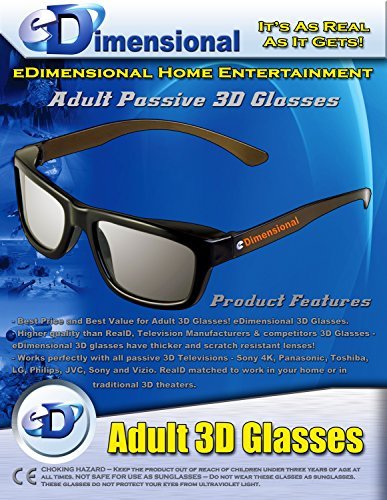 eDimensional
It's As Real
As It Gets!
eDimensional Home Entertainment
Adult Passive 3D Glasses
eDimensional
Product Features
- Best Price and Best Value for Adult 3D Glasses! eDimensional 3D Glasses.
- Higher quality than RealD, Television Manufacturers & competitors 3D Glasses -
eDimensional 3D glasses have thicker and scratch resistant lenses!
- Works perfectly with all passive 3D Televisions - Sony 4K, Panasonic, Toshiba,
LG, Philips, JVC, Sony and Vizio. RealD matched to work in your home or in
traditional 3D theaters.
eD
Adult 3D Glasses
CE CHOKING HAZARD – Keep the product out of reach of children under three years of age at
all times. NOT SAFE FOR USE AS SUNGLASSES – Do not wear these glasses as sunglasses.
These glasses do not protect your eyes from ultraviolet light.